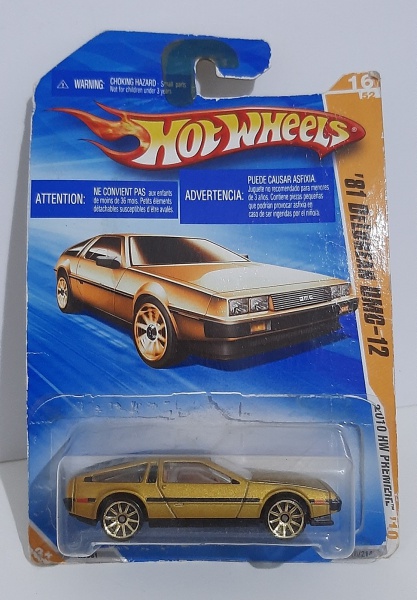 WARNING:
CHOKING HAZARD - Small parts.
Not for children under 3 years
HOT WHEELS
ATTENTION:
NE CONVIENT PAS aux enfants
de moins de 36 mois. Petits éléments
détachables susceptibles d'être avalés.
ADVERTENCIA:
PUEDE CAUSAR ASFIXIA.
Juguete no recomendado para menores
de 3 años. Contiene piezas pequeñas
que podrían provocar asfixia en
caso de ser ingeridas por el niño/a.
16
52
'81 DELOREAN DMC-12
2010 HW PREMIERE '10
DMC
3+